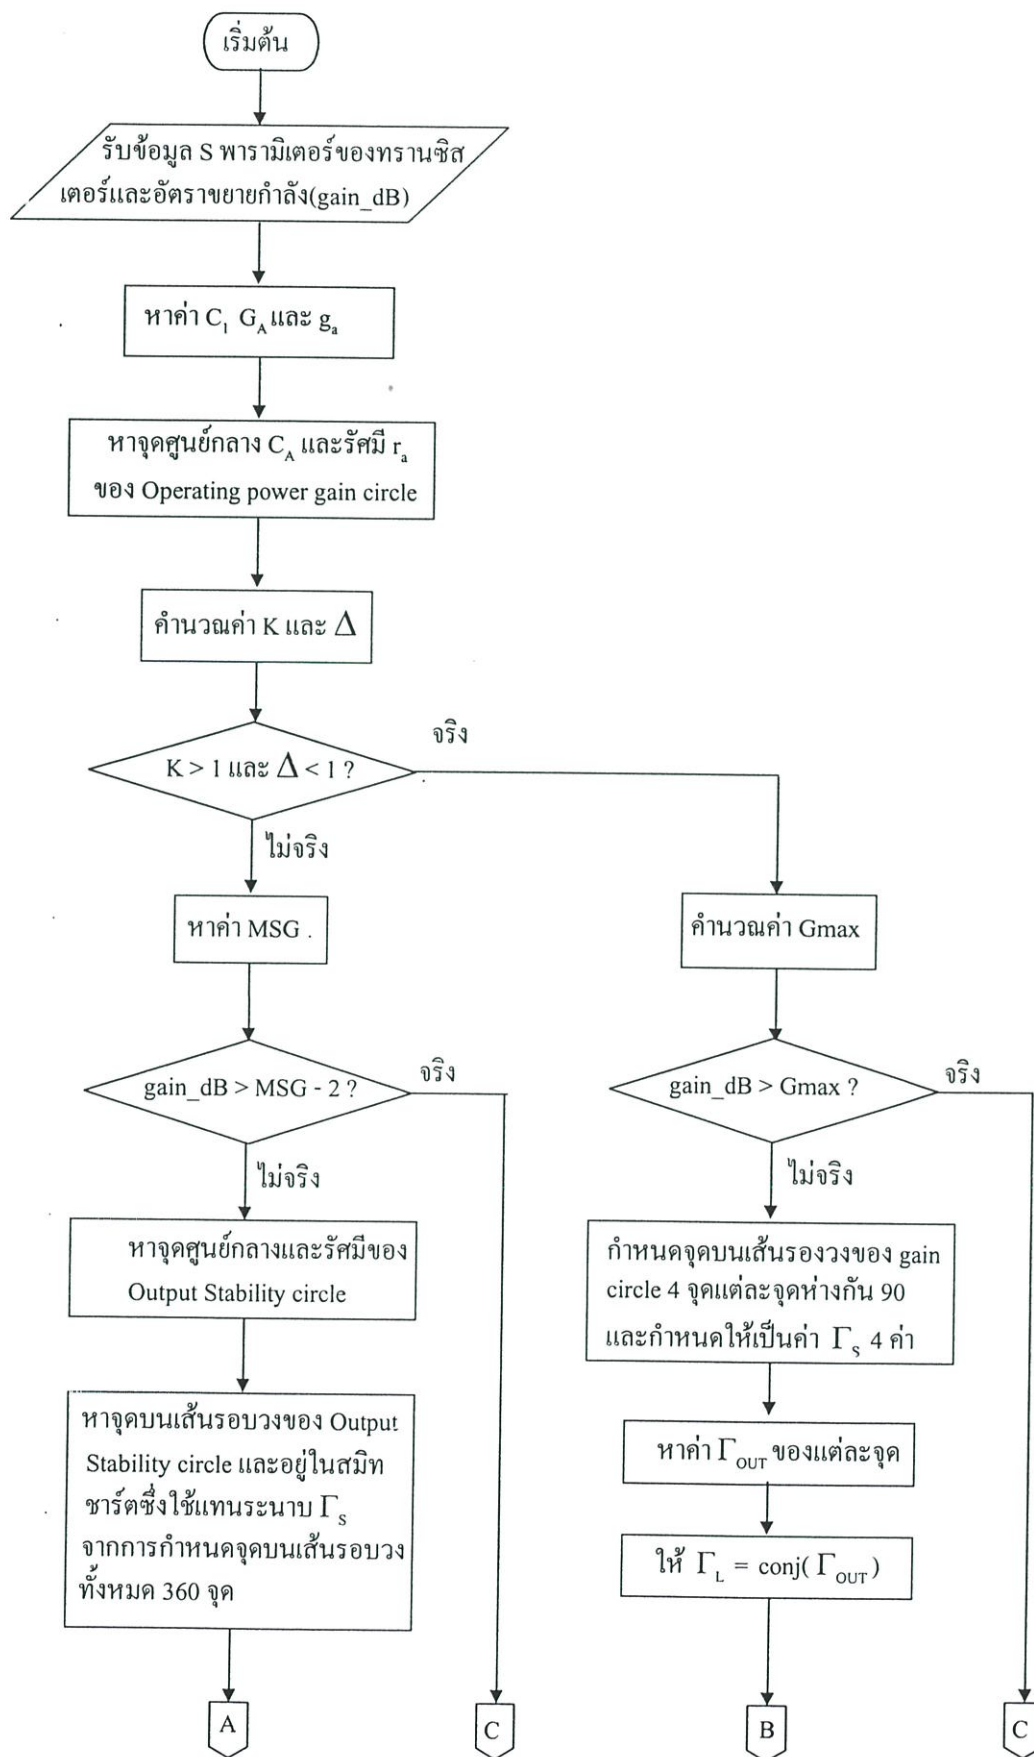 เริ่มต้น
รับข้อมูล S พารามิเตอร์ของทรานซิส
เตอร์และอัตราขยายกำลัง(gain_dB)
หาค่า C₁ G_A และ g_a
หาจุดศูนย์กลาง C_A และรัศมี r_a
ของ Operating power gain circle
คำนวณค่า K และ Δ
K > 1 และ Δ < 1 ?
จริง
ไม่จริง
หาค่า MSG .
คำนวณค่า Gmax
gain_dB > MSG - 2 ?
จริง
gain_dB > Gmax ?
จริง
ไม่จริง
ไม่จริง
หาจุดศูนย์กลางและรัศมีของ
Output Stability circle
กำหนดจุดบนเส้นรองวงของ gain
circle 4 จุดแต่ละจุดห่างกัน 90
และกำหนดให้เป็นค่า Γ_S 4 ค่า
หาจุดบนเส้นรอบวงของ Output
Stability circle และอยู่ในสมิท
ชาร์ตซึ่งใช้แทนระนาบ Γ_S
จากการกำหนดจุดบนเส้นรอบวง
ทั้งหมด 360 จุด
หาค่า Γ_OUT ของแต่ละจุด
ให้ Γ_L = conj( Γ_OUT )
A
C
B
C